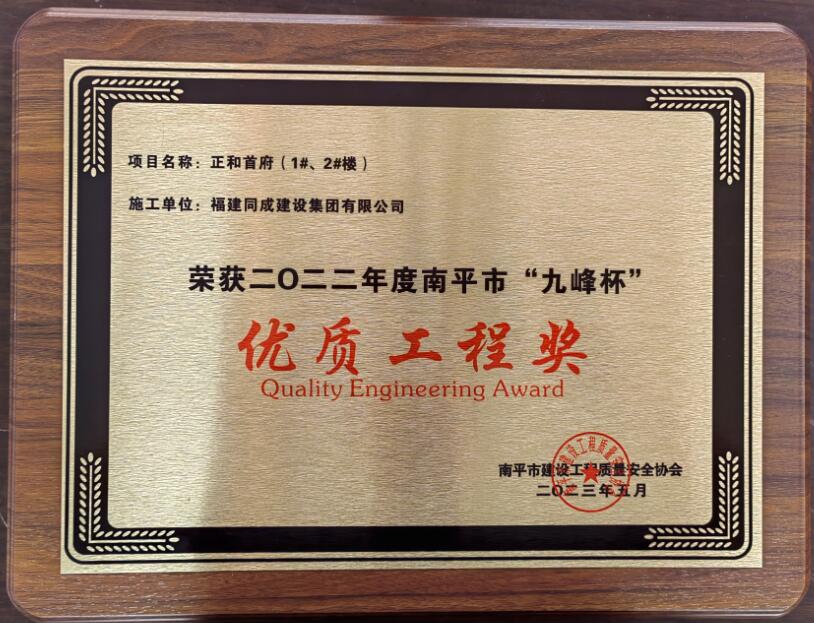 项目名称：正和首府（1#、2#楼）
施工单位：福建同成建设集团有限公司
荣获二〇二二年度南平市“九峰杯”
优质工程奖
Quality Engineering Award
南平市建设工程质量安全协会
二〇二三年五月